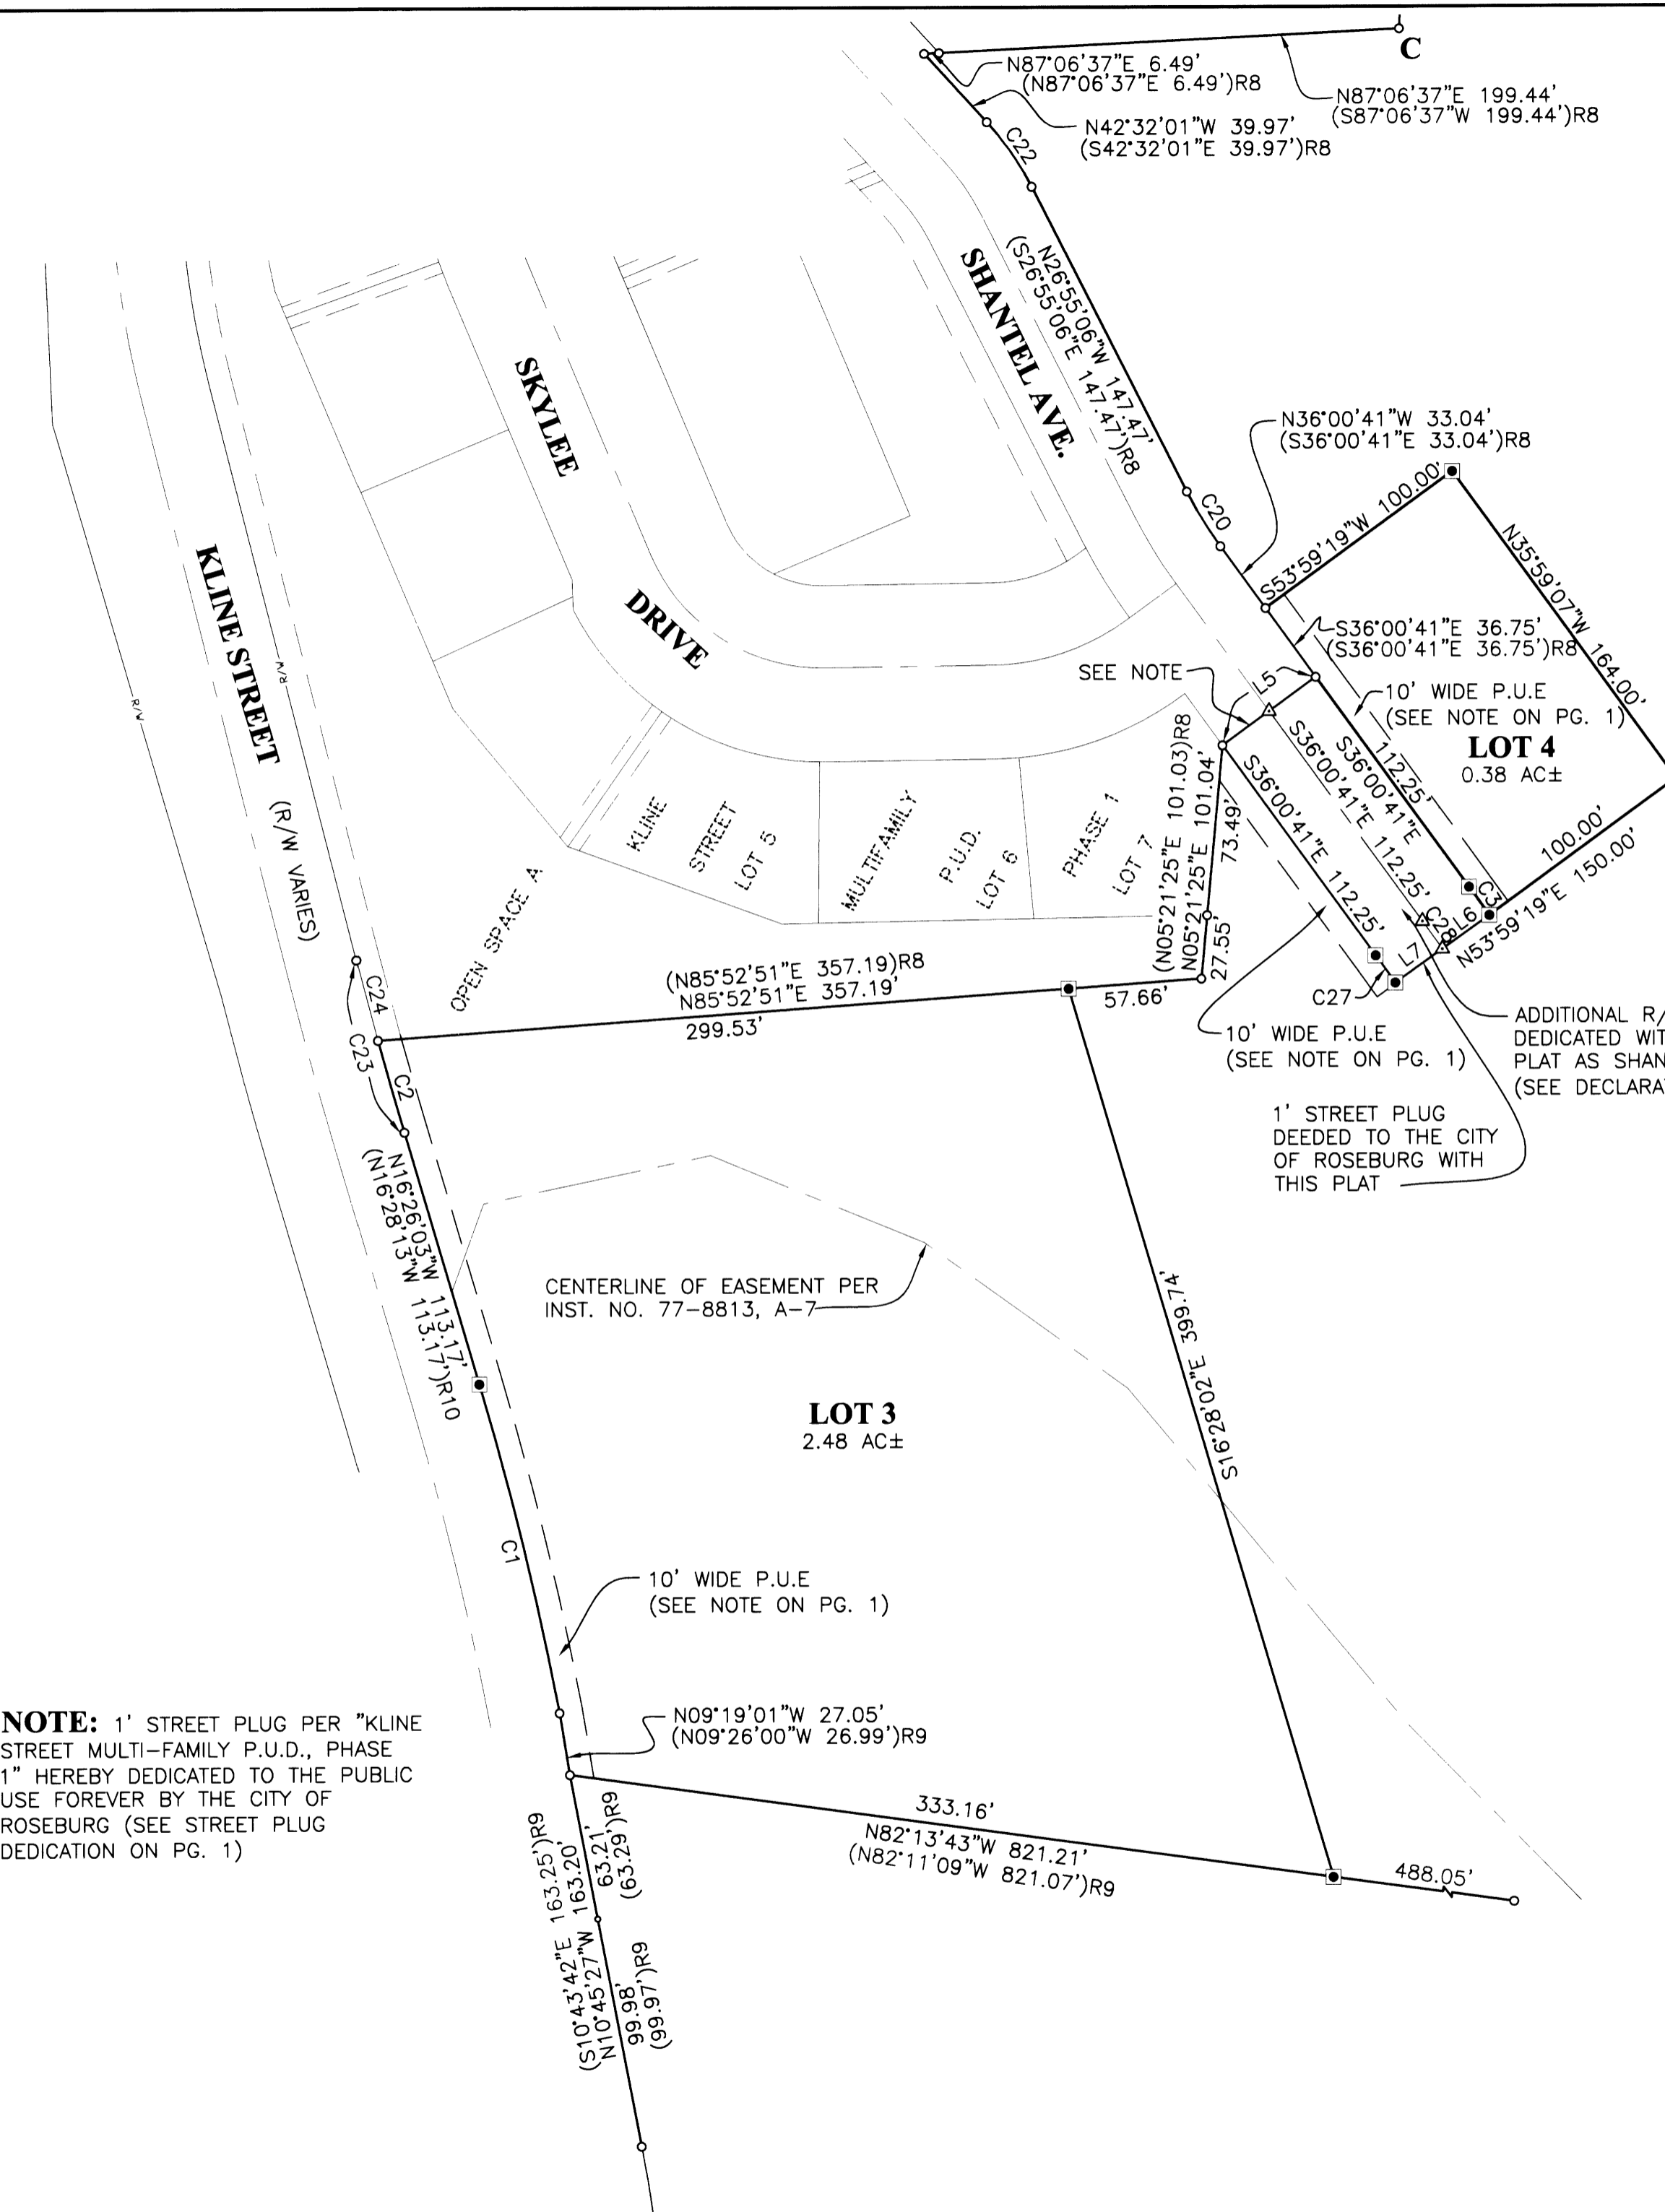 C
N87°06'37"E 6.49'
(N87°06'37"E 6.49')R8
N87°06'37"E 199.44'
(S87°06'37"W 199.44')R8
N42°32'01"W 39.97'
(S42°32'01"E 39.97')R8
C22
N26°55'06"W 147.47'
(S26°55'06"E 147.47')R8
SHANTEL AVE.
SKYLEE
DRIVE
C20
N36°00'41"W 33.04'
(S36°00'41"E 33.04')R8
S53°59'19"W 100.00'
N35°59'07"W 164.00'
KLINE STREET
(R/W VARIES)
R/W
R/W
S36°00'41"E 36.75'
(S36°00'41"E 36.75')R8
SEE NOTE
L5
10' WIDE P.U.E
(SEE NOTE ON PG. 1)
LOT 4
0.38 AC±
S36°00'41"E 112.25'
S36°00'41"E 112.25'
S36°00'41"E 112.25'
100.00'
N53°59'19"E 150.00'
C3
L6
C28
L7
C27
(N05°21'25"E 101.03)R8
N05°21'25"E 101.04'
73.49'
27.55'
KLINE
STREET
LOT 5
MULTIFAMILY
P.U.D.
LOT 6
PHASE 1
LOT 7
OPEN SPACE A
C24
C23
C2
(N85°52'51"E 357.19)R8
N85°52'51"E 357.19'
299.53'
57.66'
10' WIDE P.U.E
(SEE NOTE ON PG. 1)
ADDITIONAL R/
DEDICATED WIT
PLAT AS SHAN
(SEE DECLARA
1' STREET PLUG
DEEDED TO THE CITY
OF ROSEBURG WITH
THIS PLAT
N16°26'03"W 113.17'
(N16°28'13"W 113.17')R10
CENTERLINE OF EASEMENT PER
INST. NO. 77-8813, A-7
S16°28'02"E 399.74'
LOT 3
2.48 AC±
C1
10' WIDE P.U.E
(SEE NOTE ON PG. 1)
N09°19'01"W 27.05'
(N09°26'00"W 26.99')R9
NOTE: 1' STREET PLUG PER "KLINE
STREET MULTI-FAMILY P.U.D., PHASE
1" HEREBY DEDICATED TO THE PUBLIC
USE FOREVER BY THE CITY OF
ROSEBURG (SEE STREET PLUG
DEDICATION ON PG. 1)
333.16'
N82°13'43"W 821.21'
(N82°11'09"W 821.07')R9
488.05'
(S10°43'42"E 163.25')R9
N10°45'27"W 163.20'
63.21'
(63.29')R9
99.98'
(99.97')R9